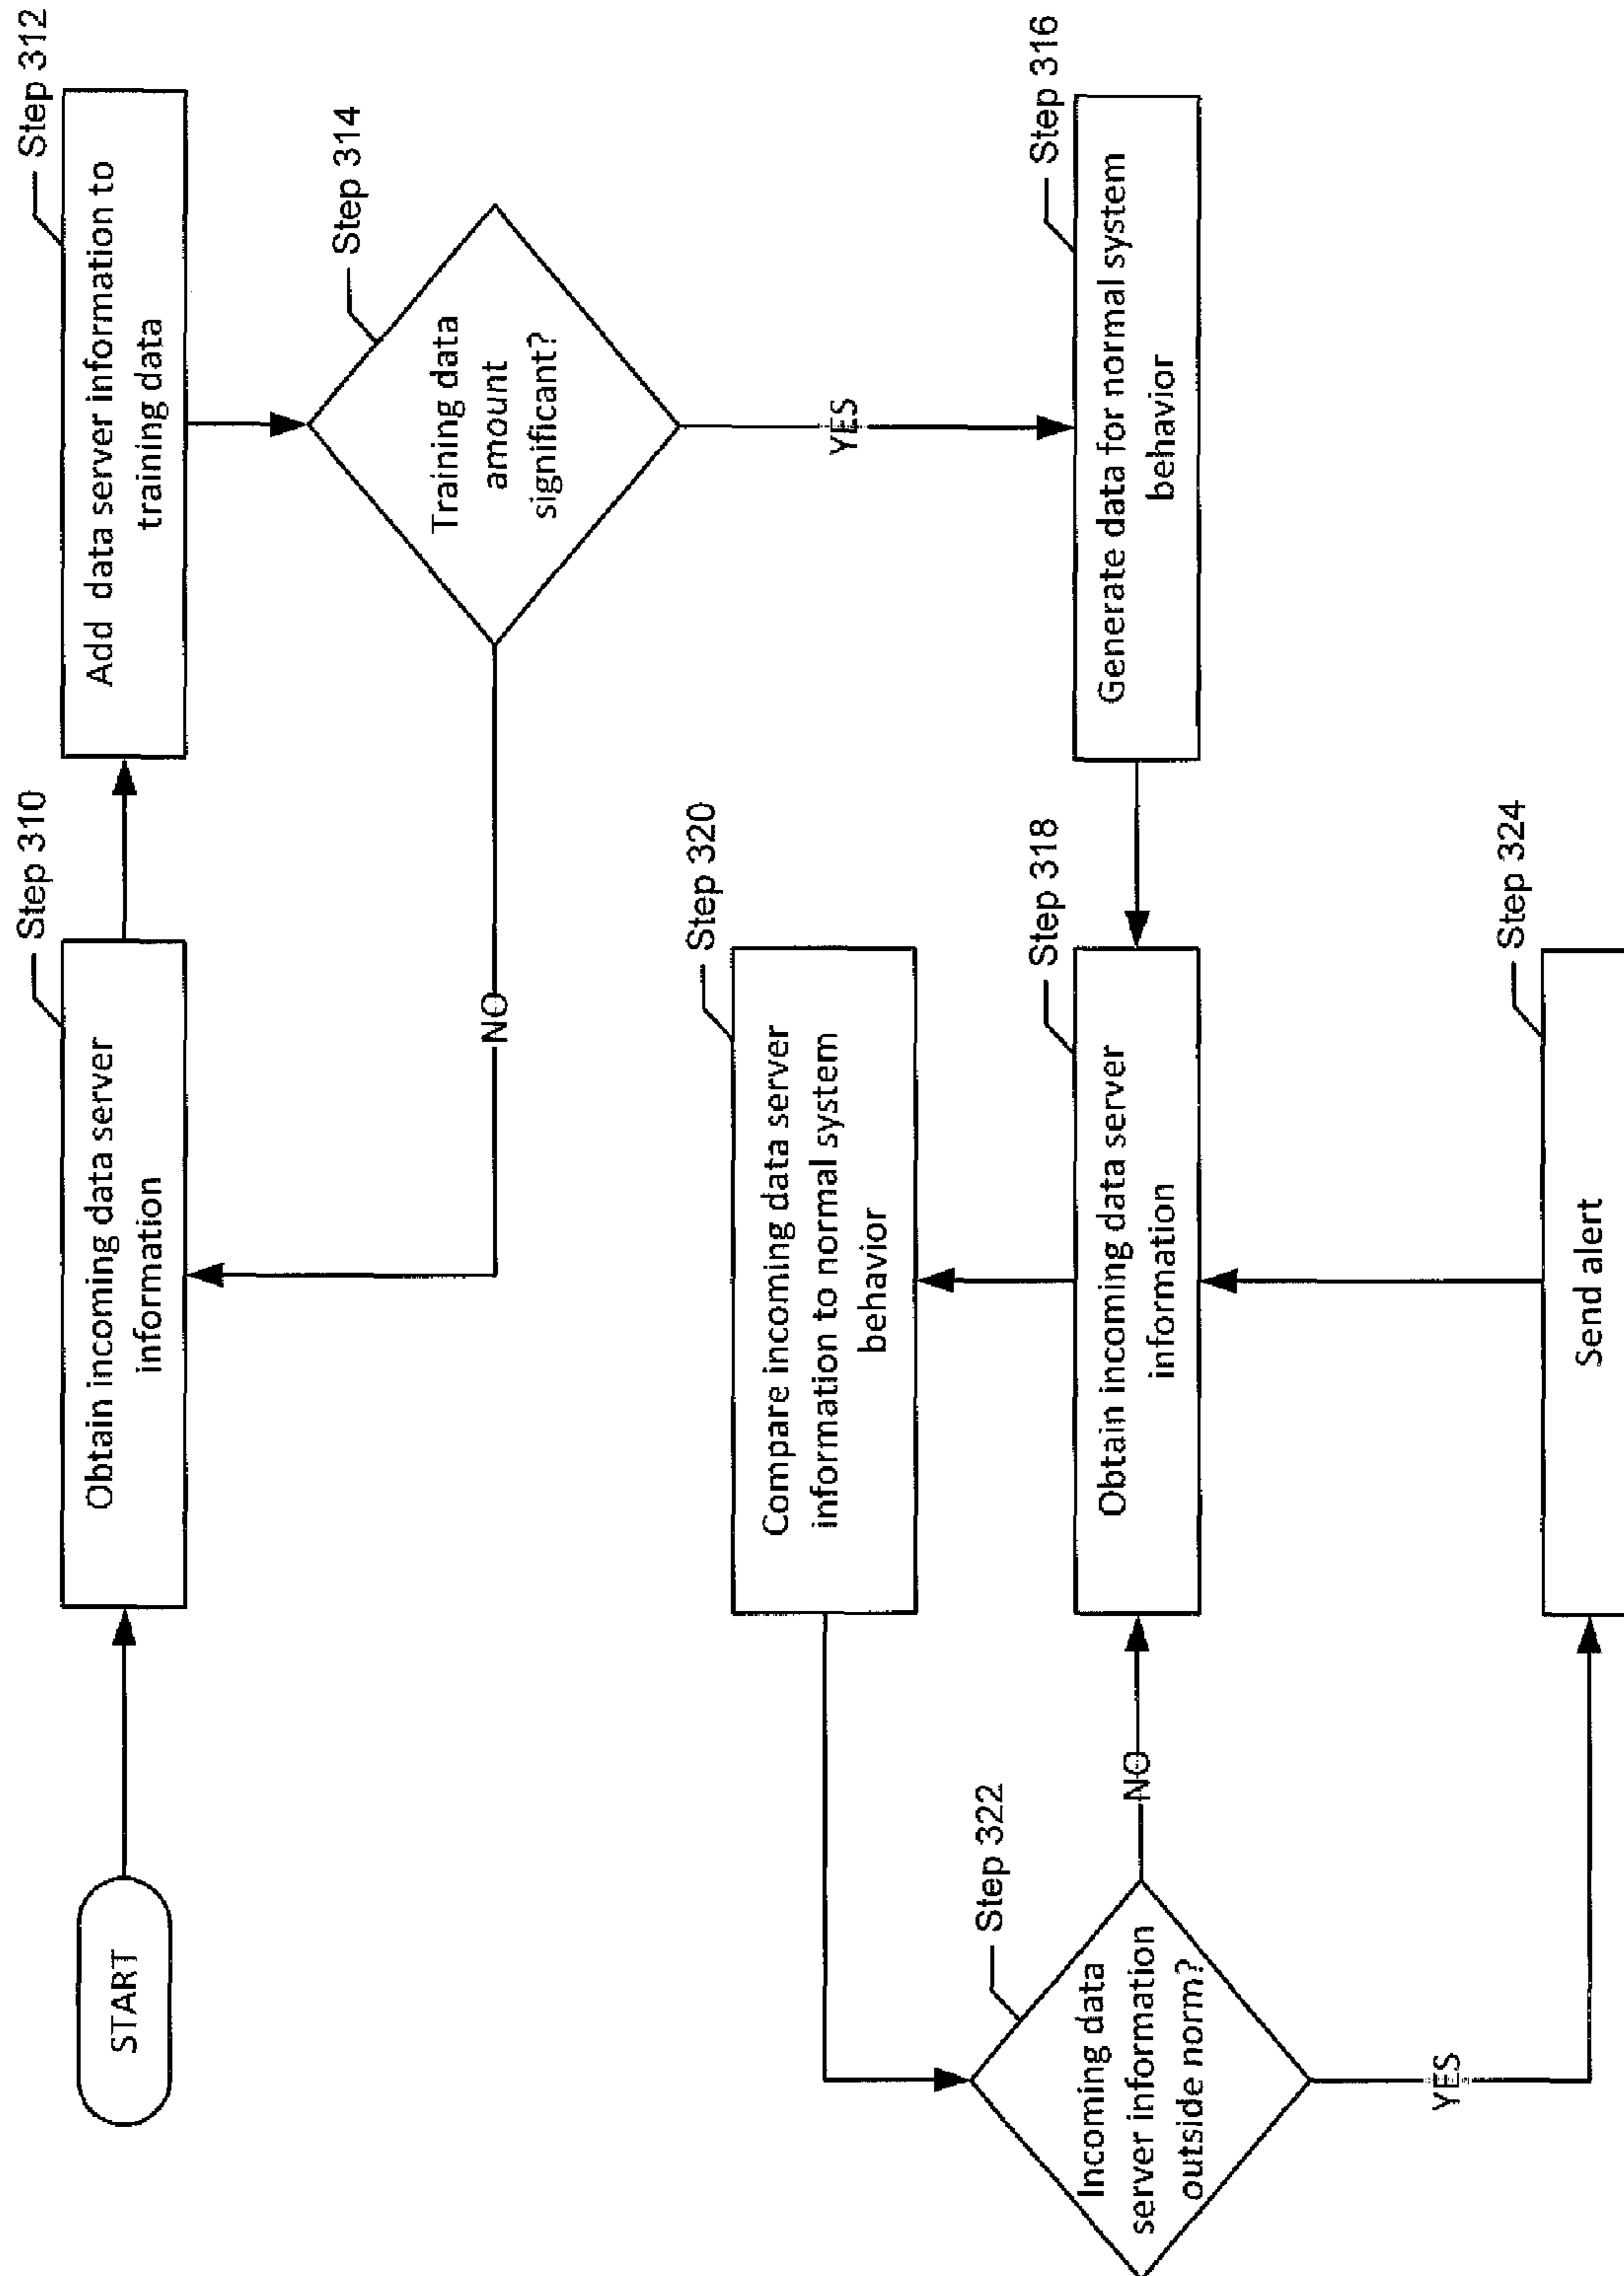 START
Step 310
Obtain incoming data server
information
Step 312
Add data server information to
training data
Step 314
Training data
amount
significant?
NO
YES
Step 316
Generate data for normal system
behavior
Step 318
Obtain incoming data server
information
Step 320
Compare incoming data server
information to normal system
behavior
Step 322
Incoming data
server information
outside norm?
NO
YES
Step 324
Send alert